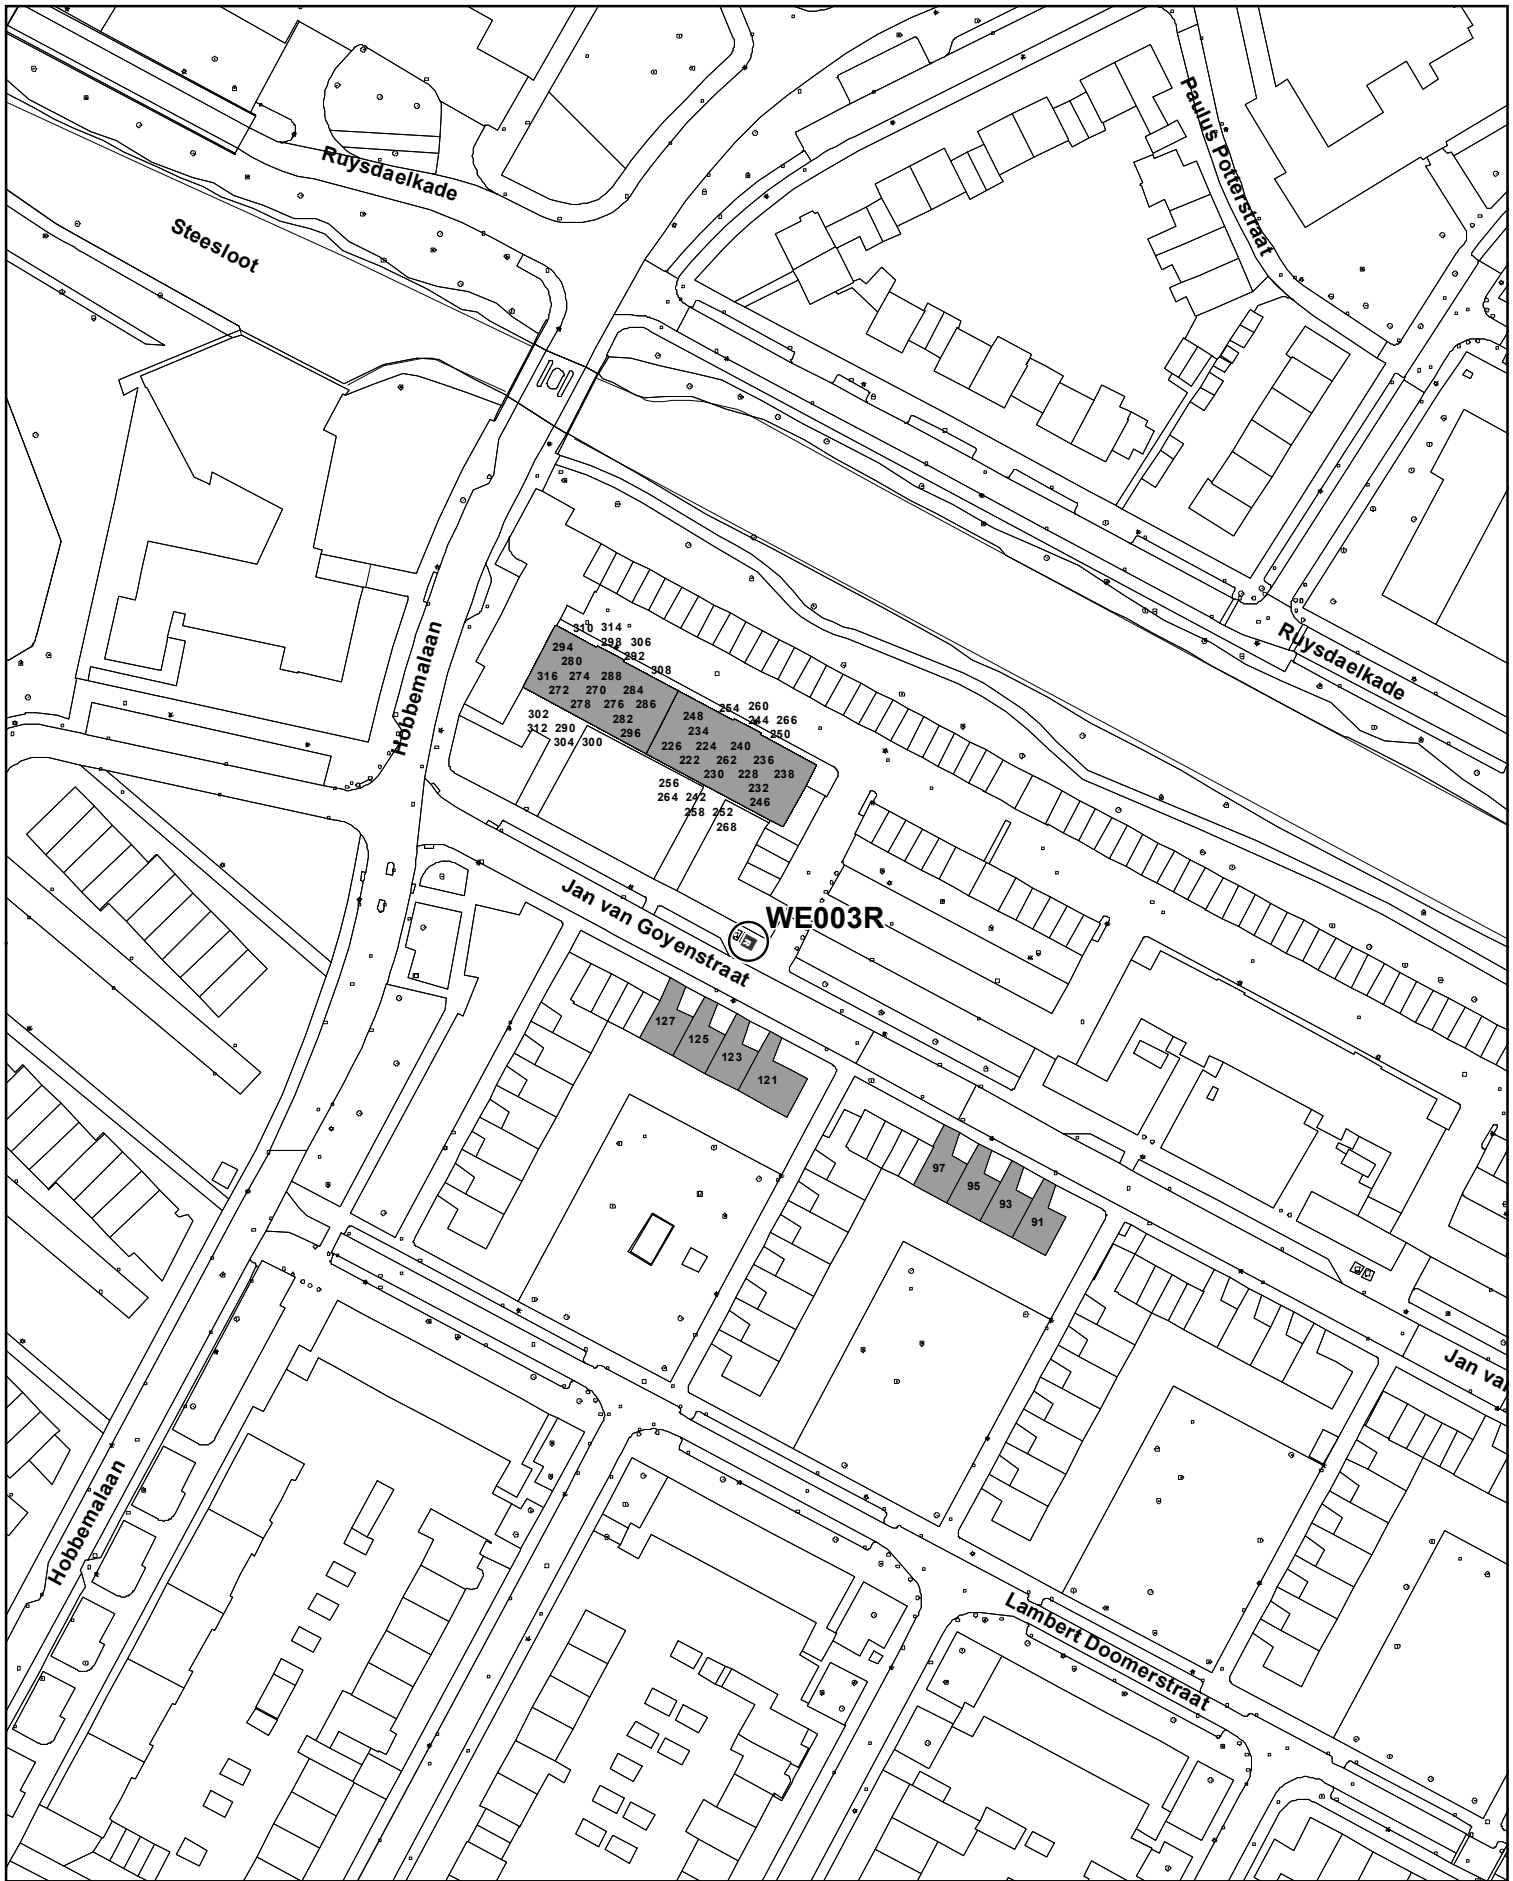 Paulus Potterstraat
Ruysdaelkade
Steesloot
310 314
298 306
294
292
280
308
316 274 288
272 270 284
278 276 286
282
296
302
312 290
304 300
Hobbemalaan
Ruysdaelkade
254 260
248
244 266
234
250
226 224 240
222 262 236
230 228 238
232
246
256
264 242
258 252
268
Jan van Goyenstraat
WE003R
127
125
123
121
97
95
93
91
Jan va
Hobbemalaan
Lambert Doomerstraat